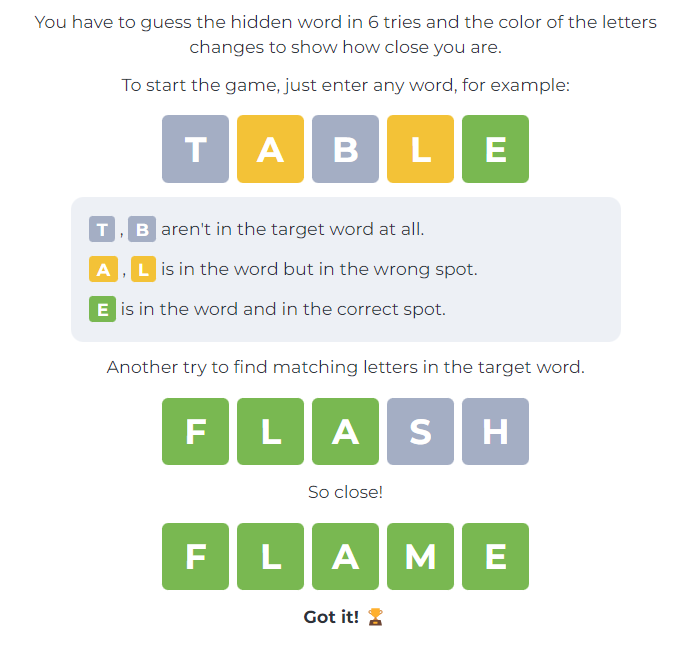 You have to guess the hidden word in 6 tries and the color of the letters
changes to show how close you are.
To start the game, just enter any word, for example:
T A B L E
T , B aren't in the target word at all.
A , L is in the word but in the wrong spot.
E is in the word and in the correct spot.
Another try to find matching letters in the target word.
F L A S H
So close!
F L A M E
Got it! 🏆